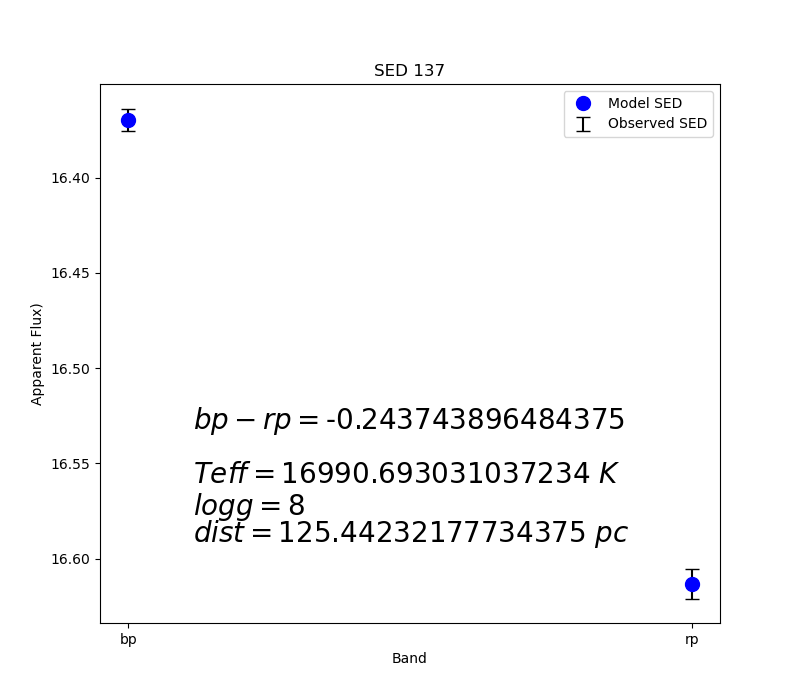 SED 137
Model SED
Observed SED
16.40
16.45
16.50
16.55
16.60
Apparent Flux)
bp − rp = -0.243743896484375
Teff = 16990.693031037234 K
logg = 8
dist = 125.44232177734375 pc
bp
rp
Band